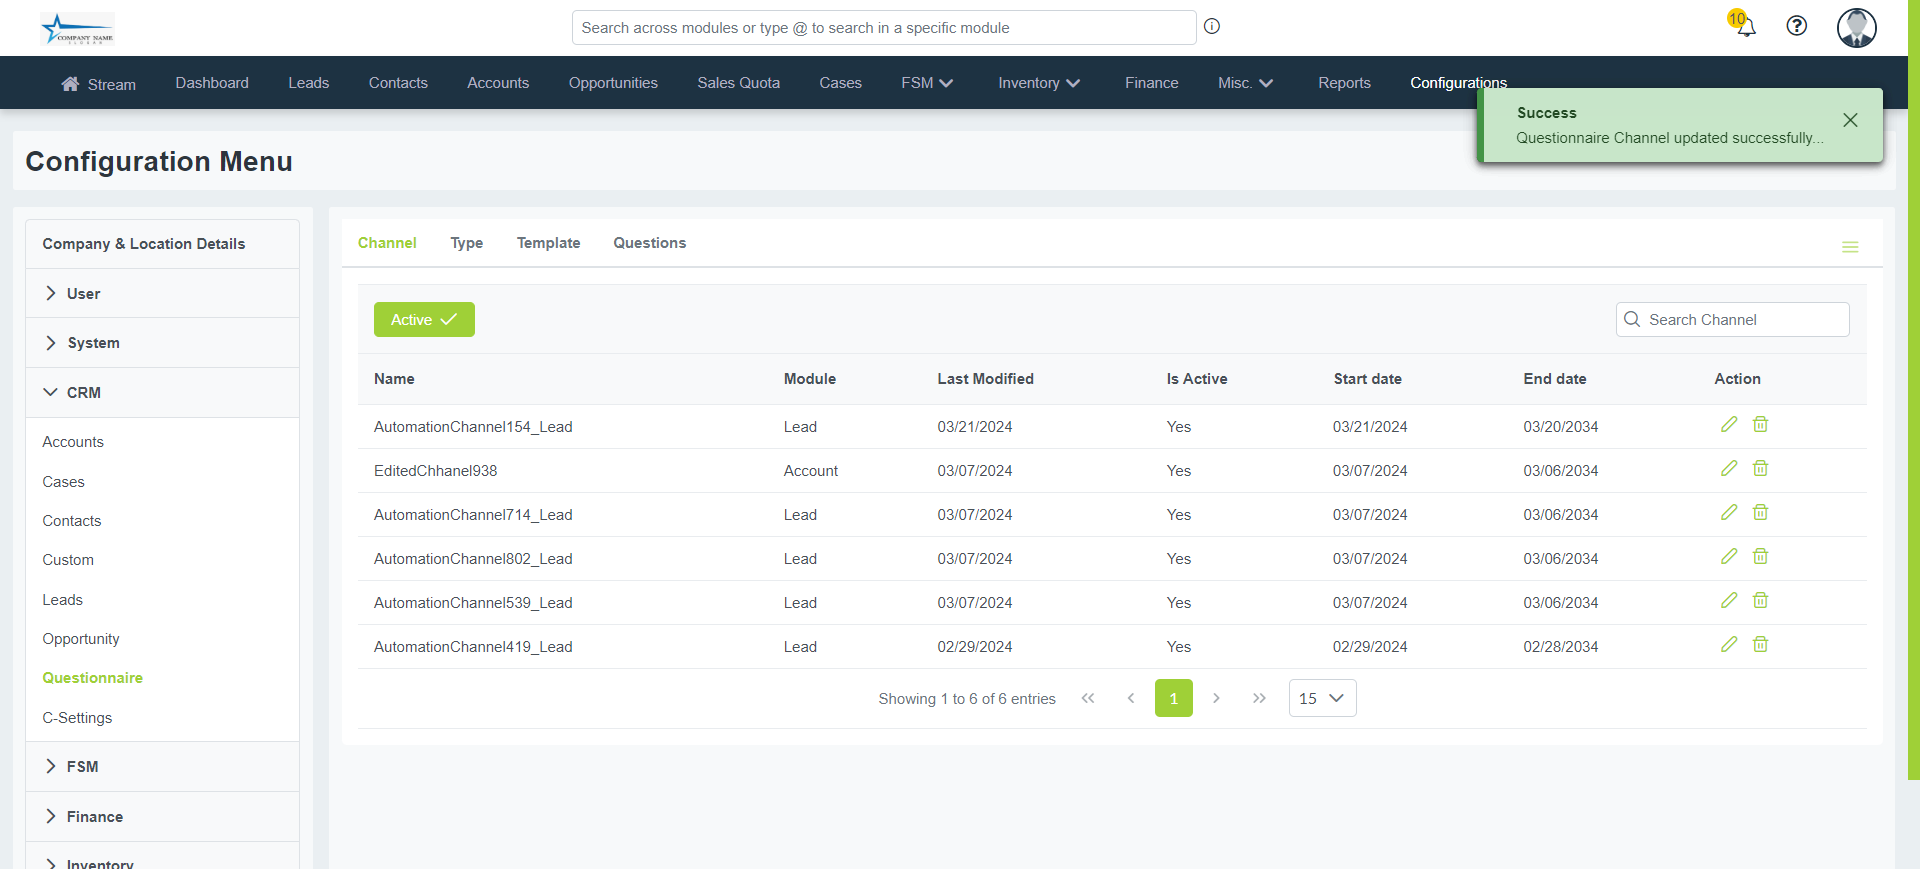 COMPANY NAME
Search across modules or type @ to search in a specific module
10
Stream Dashboard Leads Contacts Accounts Opportunities Sales Quota Cases FSM Inventory Finance Misc. Reports Configurations
Success
Questionnaire Channel updated successfully...
Configuration Menu
Company & Location Details
User
System
CRM
Accounts
Cases
Contacts
Custom
Leads
Opportunity
Questionnaire
C-Settings
FSM
Finance
Inventory
Channel Type Template Questions
Active
Search Channel
Name Module Last Modified Is Active Start date End date Action
AutomationChannel154_Lead Lead 03/21/2024 Yes 03/21/2024 03/20/2034
EditedChhanel938 Account 03/07/2024 Yes 03/07/2024 03/06/2034
AutomationChannel714_Lead Lead 03/07/2024 Yes 03/07/2024 03/06/2034
AutomationChannel802_Lead Lead 03/07/2024 Yes 03/07/2024 03/06/2034
AutomationChannel539_Lead Lead 03/07/2024 Yes 03/07/2024 03/06/2034
AutomationChannel419_Lead Lead 02/29/2024 Yes 02/29/2024 02/28/2034
Showing 1 to 6 of 6 entries 1 15